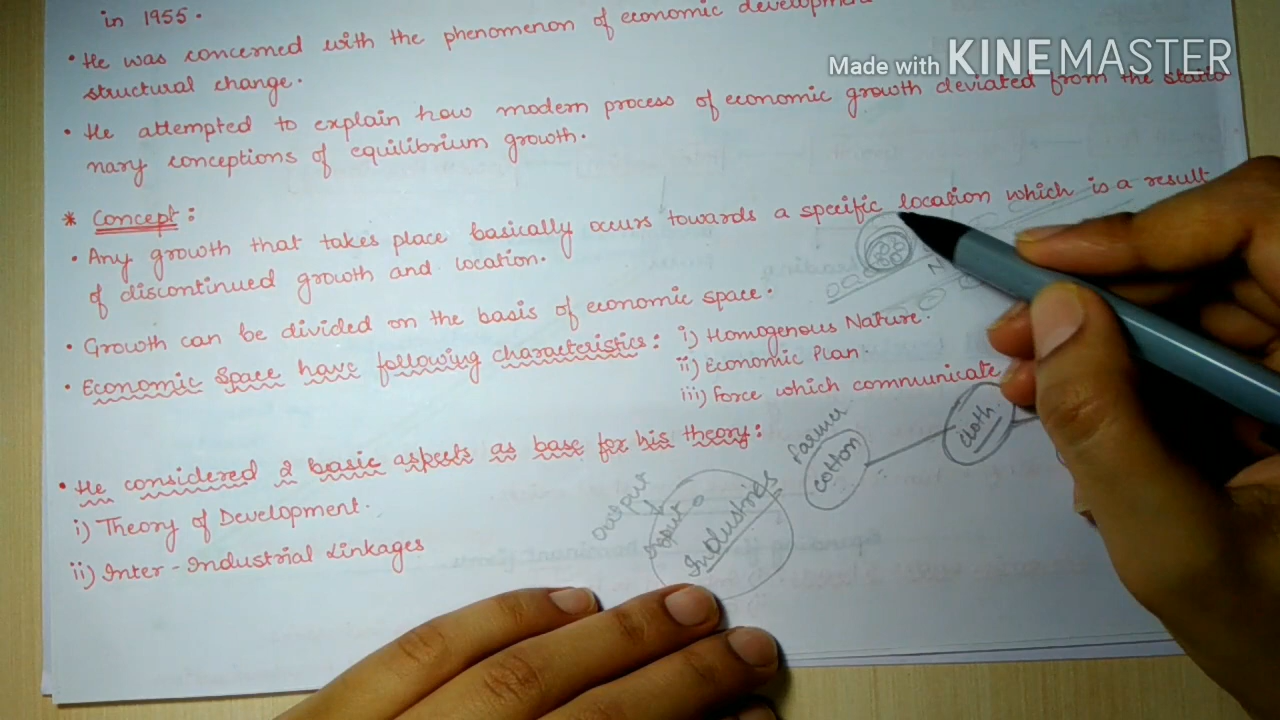 in 1955.
• He was concerned with the phenomenon of economic development
structural change.
Made with KINEMASTER
• He attempted to explain how modern process of economic growth deviated from the statio
nary conceptions of equilibrium growth.
* Concept:
• Any growth that takes place basically occurs towards a specific location which is a result
of discontinued growth and location.
• Growth can be divided on the basis of economic space.
• Economic Space have following characteristics: i) Homogenous Nature.
ii) Economic Plan.
iii) Force which communicate
• He considered 2 basic aspects as base for his theory:
i) Theory of Development.
ii) Inter-Industrial Linkages
output
Input
Industries
Farmer
cotton
cloth